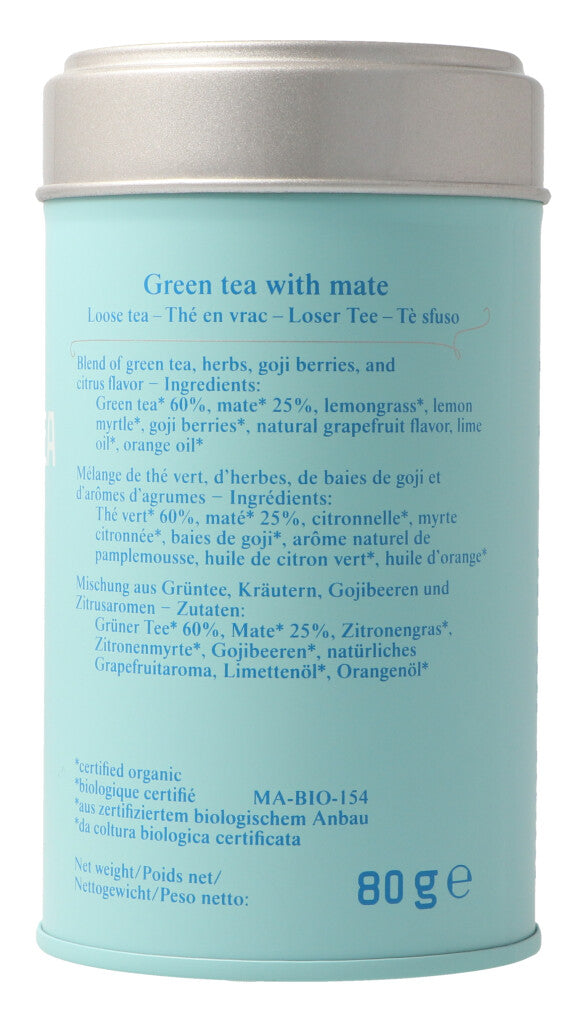 Green tea with mate
Loose tea – Thé en vrac – Loser Tee – Tè sfuso
Blend of green tea, herbs, goji berries, and
citrus flavor – Ingredients:
Green tea* 60%, mate* 25%, lemongrass*, lemon
myrtle*, goji berries*, natural grapefruit flavor, lime
oil*, orange oil*
Mélange de thé vert, d'herbes, de baies de goji et
d'arômes d'agrumes – Ingrédients:
Thé vert* 60%, maté* 25%, citronnelle*, myrte
citronnée*, baies de goji*, arôme naturel de
pamplemousse, huile de citron vert*, huile d'orange*
Mischung aus Grüntee, Kräutern, Gojibeeren und
Zitrusaromen – Zutaten:
Grüner Tee* 60%, Mate* 25%, Zitronengras*,
Zitronenmyrte*, Gojibeeren*, natürliches
Grapefruitaroma, Limettenöl*, Orangenöl*
*certified organic
*biologique certifié MA-BIO-154
*aus zertifiziertem biologischem Anbau
*da coltura biologica certificata
Net weight/Poids net/
Nettogewicht/Peso netto: 80 g e